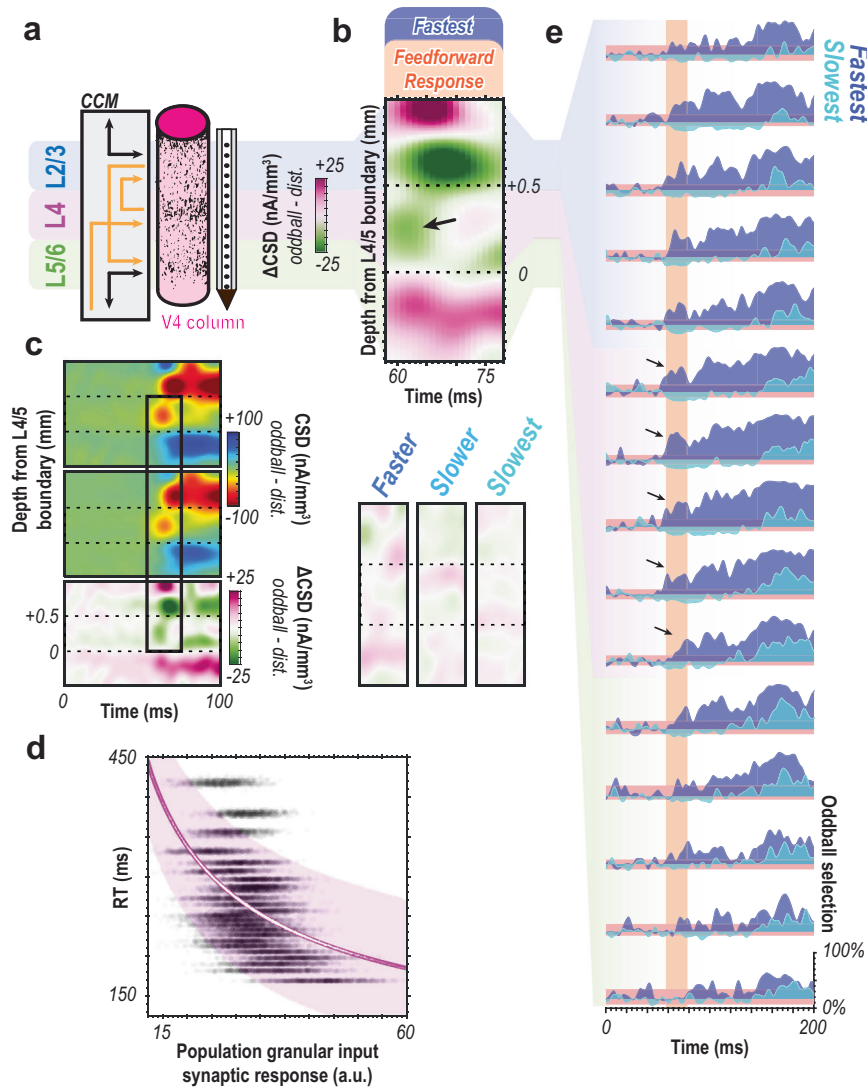 a
CCM
L2/3
L4
L5/6
V4 column
b
Fastest
Feedforward
Response
ΔCSD (nA/mm³)
oddball - dist.
+25
-25
Depth from L4/5 boundary (mm)
+0.5
0
60
75
Time (ms)
Faster
Slower
Slowest
c
Depth from L4/5
boundary (mm)
+0.5
0
+100
-100
CSD (nA/mm³)
oddball - dist.
+25
-25
ΔCSD (nA/mm³)
oddball - dist.
0
100
Time (ms)
d
450
RT (ms)
150
15
60
Population granular input
synaptic response (a.u.)
e
Fastest
Slowest
Oddball selection
100%
0%
0
200
Time (ms)